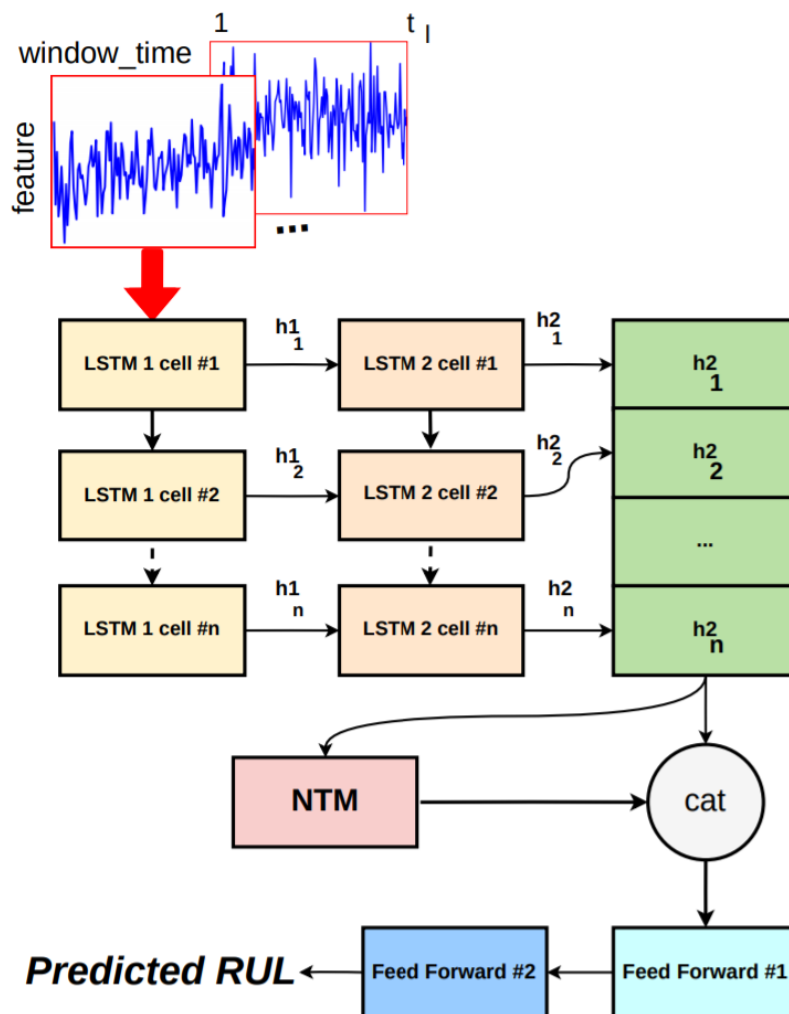 1 t l
window_time
feature
...
LSTM 1 cell #1
h1 1
LSTM 2 cell #1
h2 1
h2 1
LSTM 1 cell #2
h1 2
LSTM 2 cell #2
h2 2
h2 2
...
LSTM 1 cell #n
h1 n
LSTM 2 cell #n
h2 n
h2 n
NTM
cat
Predicted RUL
Feed Forward #2
Feed Forward #1